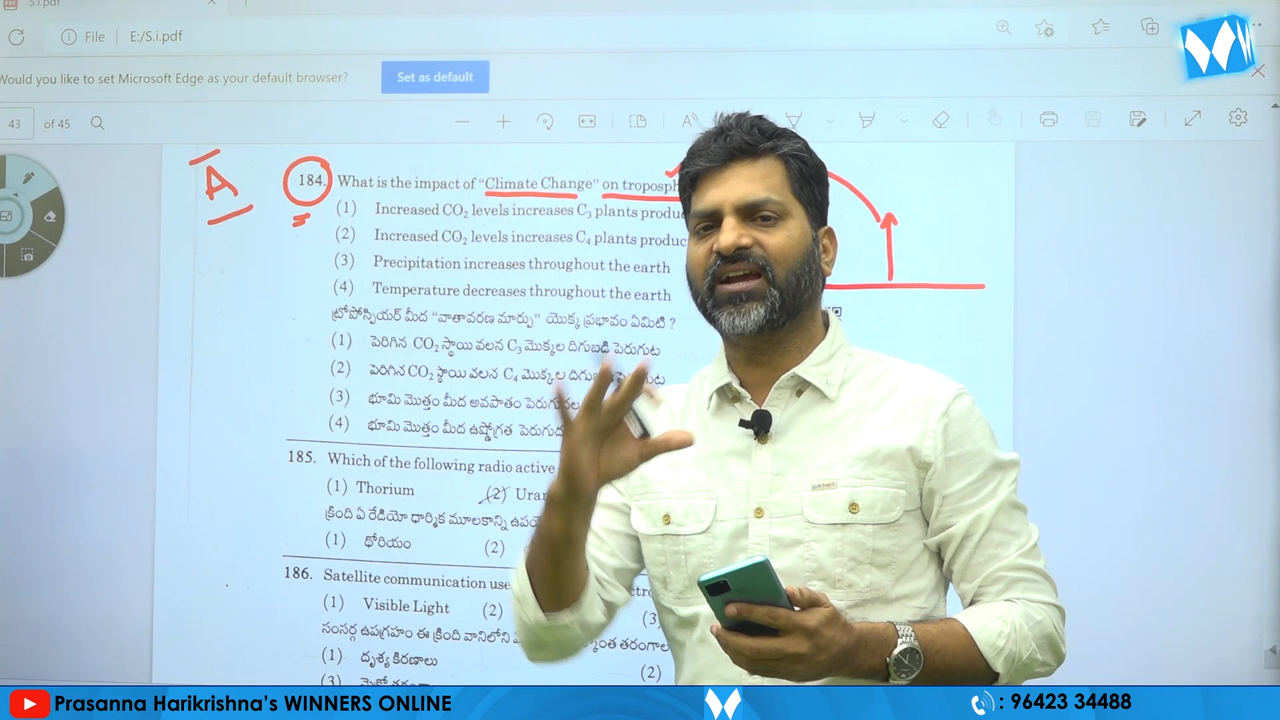 S.i.pdf
File E:/S.i.pdf
Would you like to set Microsoft Edge as your default browser? Set as default
43 of 45
A
184. What is the impact of "Climate Change" on troposph
(1) Increased CO₂ levels increases C₃ plants produc
(2) Increased CO₂ levels increases C₄ plants produc
(3) Precipitation increases throughout the earth
(4) Temperature decreases throughout the earth
ట్రోపోస్పియర్ మీద "వాతావరణ మార్పు" యొక్క ప్రభావం ఏమిటి ?
(1) పెరిగిన CO₂ స్థాయి వలన C₃ మొక్కల దిగుబడి పెరుగుట
(2) పెరిగిన CO₂ స్థాయి వలన C₄ మొక్కల
(3) భూమి మొత్తం మీద అవపాతం
(4) భూమి మొత్తం మీద ఉష్ణోగ్రత
185. Which of the following radio active
(1) Thorium (2) Uran
క్రింది ఏ రేడియో ధార్మిక మూలకాన్ని
(1) థోరియం (2)
186. Satellite communication use
(1) Visible Light (2) (3)
సంసర్గ ఉపగ్రహం ఈ క్రింది వానిలోని
(1) దృశ్య కిరణాలు (2)
(3)
Prasanna Harikrishna's WINNERS ONLINE : 96423 34488